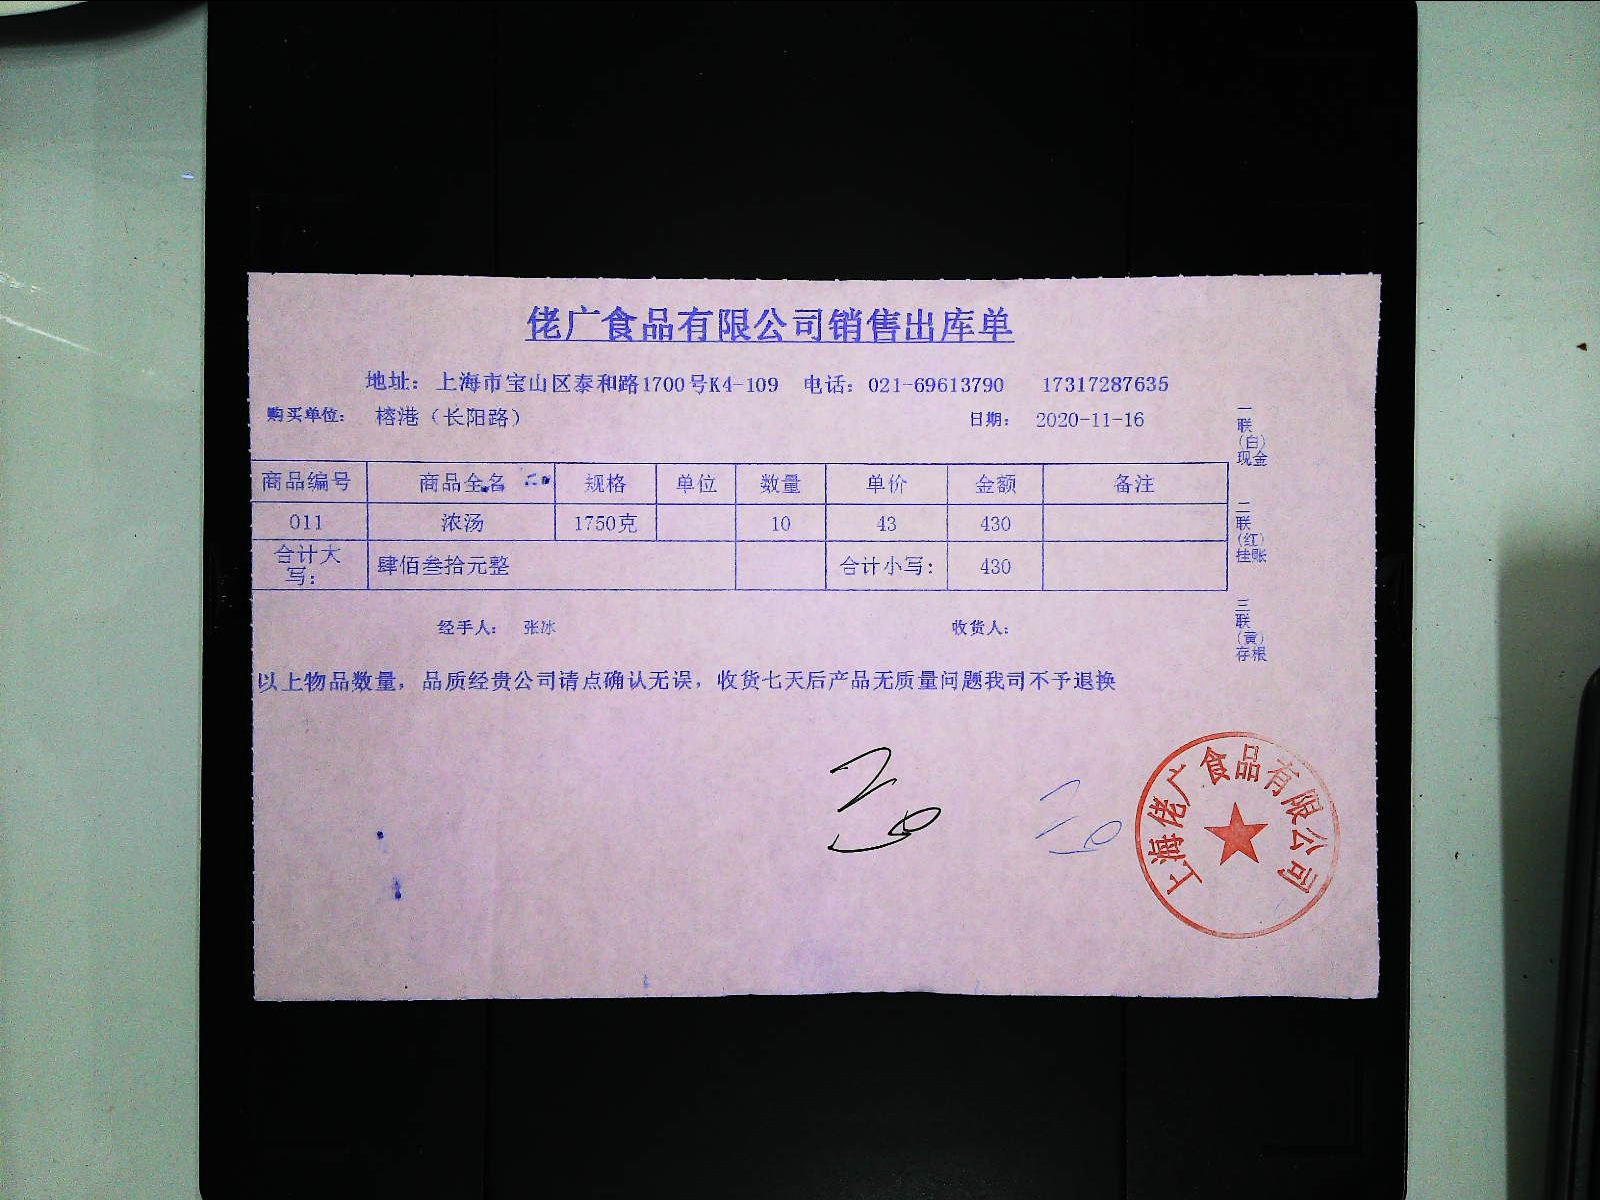 佬广食品有限公司销售出库单
地址：上海市宝山区泰和路1700号K4-109 电话：021-69613790 17317287635
购买单位： 榕港（长阳路） 日期： 2020-11-16
商品编号 商品全名 规格 单位 数量 单价 金额 备注
011 浓汤 1750克 10 43 430
合计大写： 肆佰叁拾元整 合计小写： 430
经手人： 张冰 收货人：
以上物品数量，品质经贵公司请点确认无误，收货七天后产品无质量问题我司不予退换
一联（白）现金
二联（红）挂账
三联（黄）存根
上海佬广食品有限公司